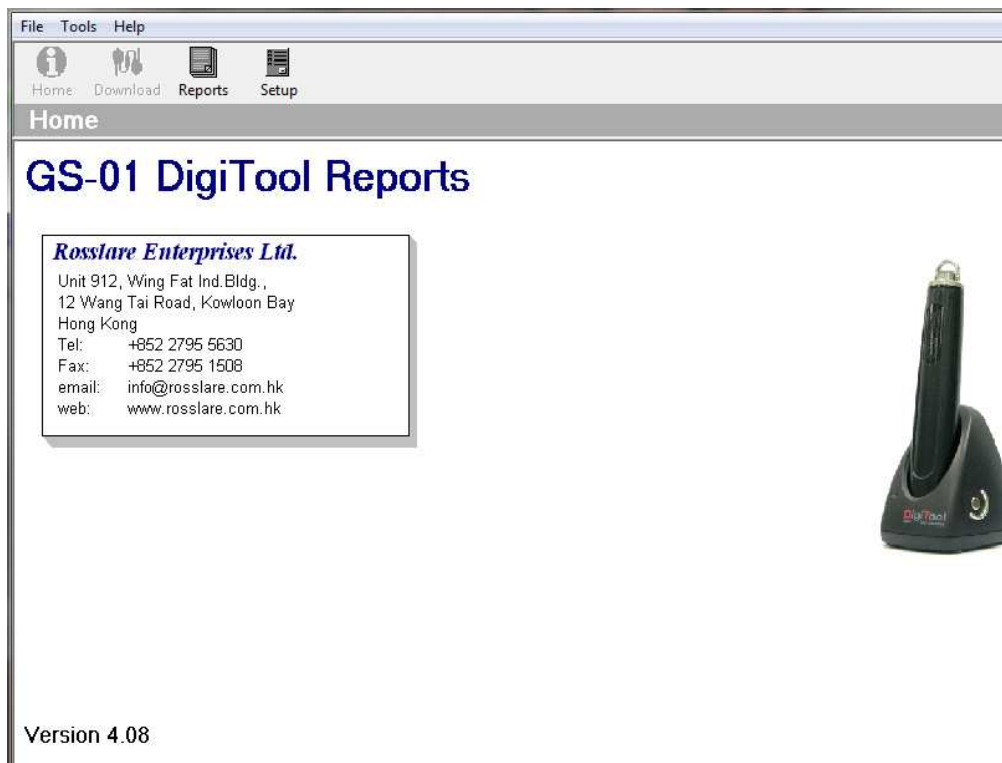 File Tools Help
Home Download Reports Setup
Home
GS-01 DigiTool Reports
Rosslare Enterprises Ltd.
Unit 912, Wing Fat Ind.Bldg.,
12 Wang Tai Road, Kowloon Bay
Hong Kong
Tel: +852 2795 5630
Fax: +852 2795 1508
email: info@rosslare.com.hk
web: www.rosslare.com.hk
DigiTool
Version 4.08